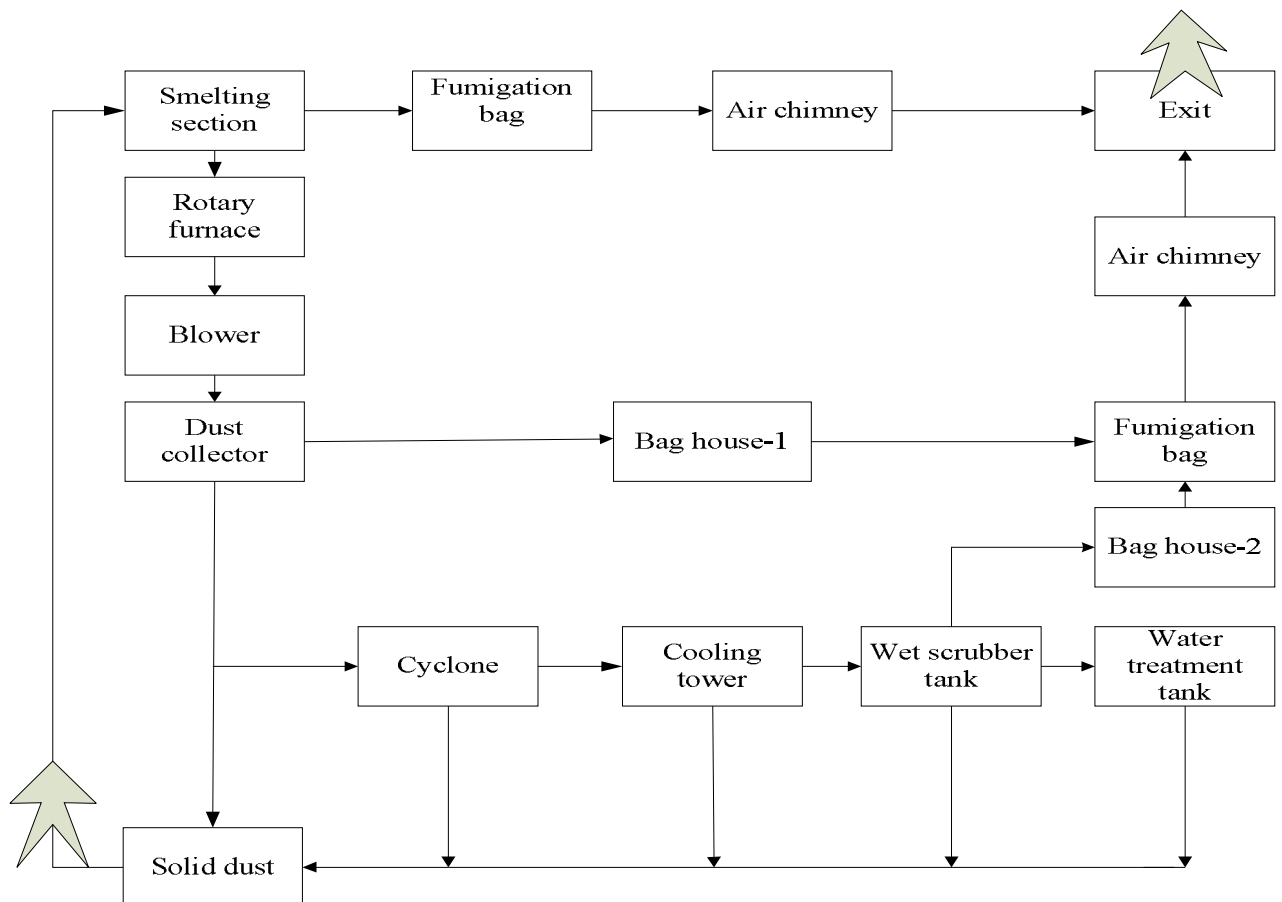 Smelting
section
Fumigation
bag
Air chimney
Exit
Rotary
furnace
Air chimney
Blower
Dust
collector
Bag house-1
Fumigation
bag
Bag house-2
Cyclone
Cooling
tower
Wet scrubber
tank
Water
treatment
tank
Solid dust